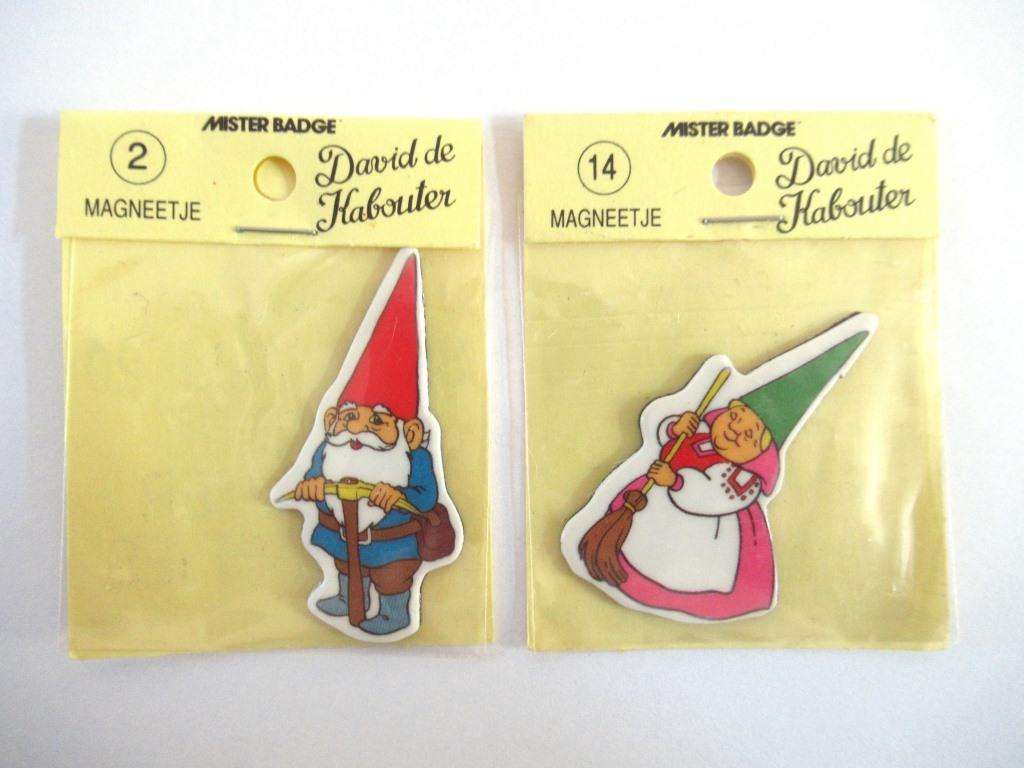 MISTER BADGE
2
David de
Kabouter
MAGNEETJE
MISTER BADGE
14
David de
Kabouter
MAGNEETJE